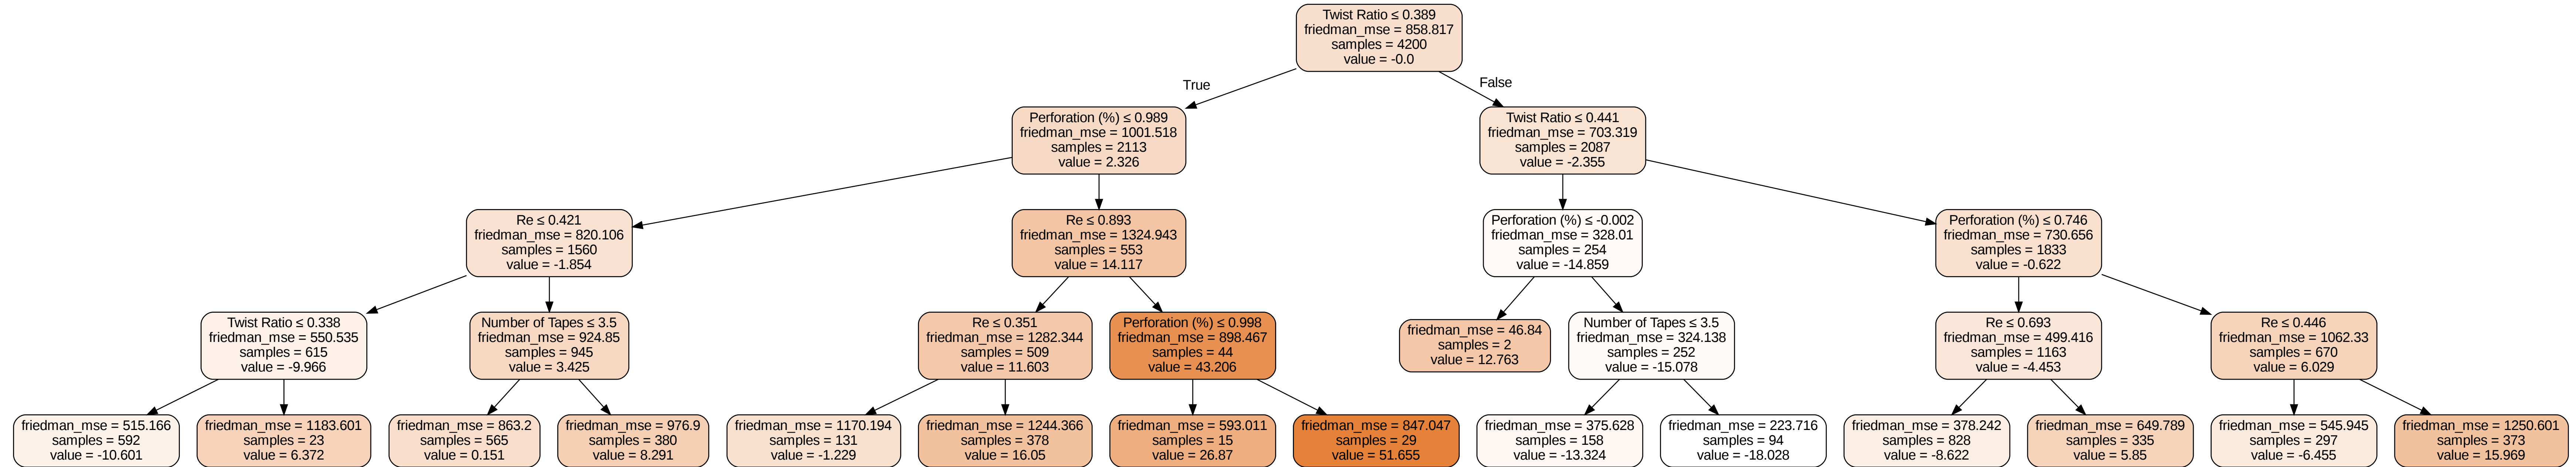 Twist Ratio ≤ 0.389
friedman_mse = 858.817
samples = 4200
value = -0.0
True
False
Perforation (%) ≤ 0.989
friedman_mse = 1001.518
samples = 2113
value = 2.326
Twist Ratio ≤ 0.441
friedman_mse = 703.319
samples = 2087
value = -2.355
Re ≤ 0.421
friedman_mse = 820.106
samples = 1560
value = -1.854
Re ≤ 0.893
friedman_mse = 1324.943
samples = 553
value = 14.117
Perforation (%) ≤ -0.002
friedman_mse = 328.01
samples = 254
value = -14.859
Perforation (%) ≤ 0.746
friedman_mse = 730.656
samples = 1833
value = -0.622
Twist Ratio ≤ 0.338
friedman_mse = 550.535
samples = 615
value = -9.966
Number of Tapes ≤ 3.5
friedman_mse = 924.85
samples = 945
value = 3.425
Re ≤ 0.351
friedman_mse = 1282.344
samples = 509
value = 11.603
Perforation (%) ≤ 0.998
friedman_mse = 898.467
samples = 44
value = 43.206
friedman_mse = 46.84
samples = 2
value = 12.763
Number of Tapes ≤ 3.5
friedman_mse = 324.138
samples = 252
value = -15.078
Re ≤ 0.693
friedman_mse = 499.416
samples = 1163
value = -4.453
Re ≤ 0.446
friedman_mse = 1062.33
samples = 670
value = 6.029
friedman_mse = 515.166
samples = 592
value = -10.601
friedman_mse = 1183.601
samples = 23
value = 6.372
friedman_mse = 863.2
samples = 565
value = 0.151
friedman_mse = 976.9
samples = 380
value = 8.291
friedman_mse = 1170.194
samples = 131
value = -1.229
friedman_mse = 1244.366
samples = 378
value = 16.05
friedman_mse = 593.011
samples = 15
value = 26.87
friedman_mse = 847.047
samples = 29
value = 51.655
friedman_mse = 375.628
samples = 158
value = -13.324
friedman_mse = 223.716
samples = 94
value = -18.028
friedman_mse = 378.242
samples = 828
value = -8.622
friedman_mse = 649.789
samples = 335
value = 5.85
friedman_mse = 545.945
samples = 297
value = -6.455
friedman_mse = 1250.601
samples = 373
value = 15.969